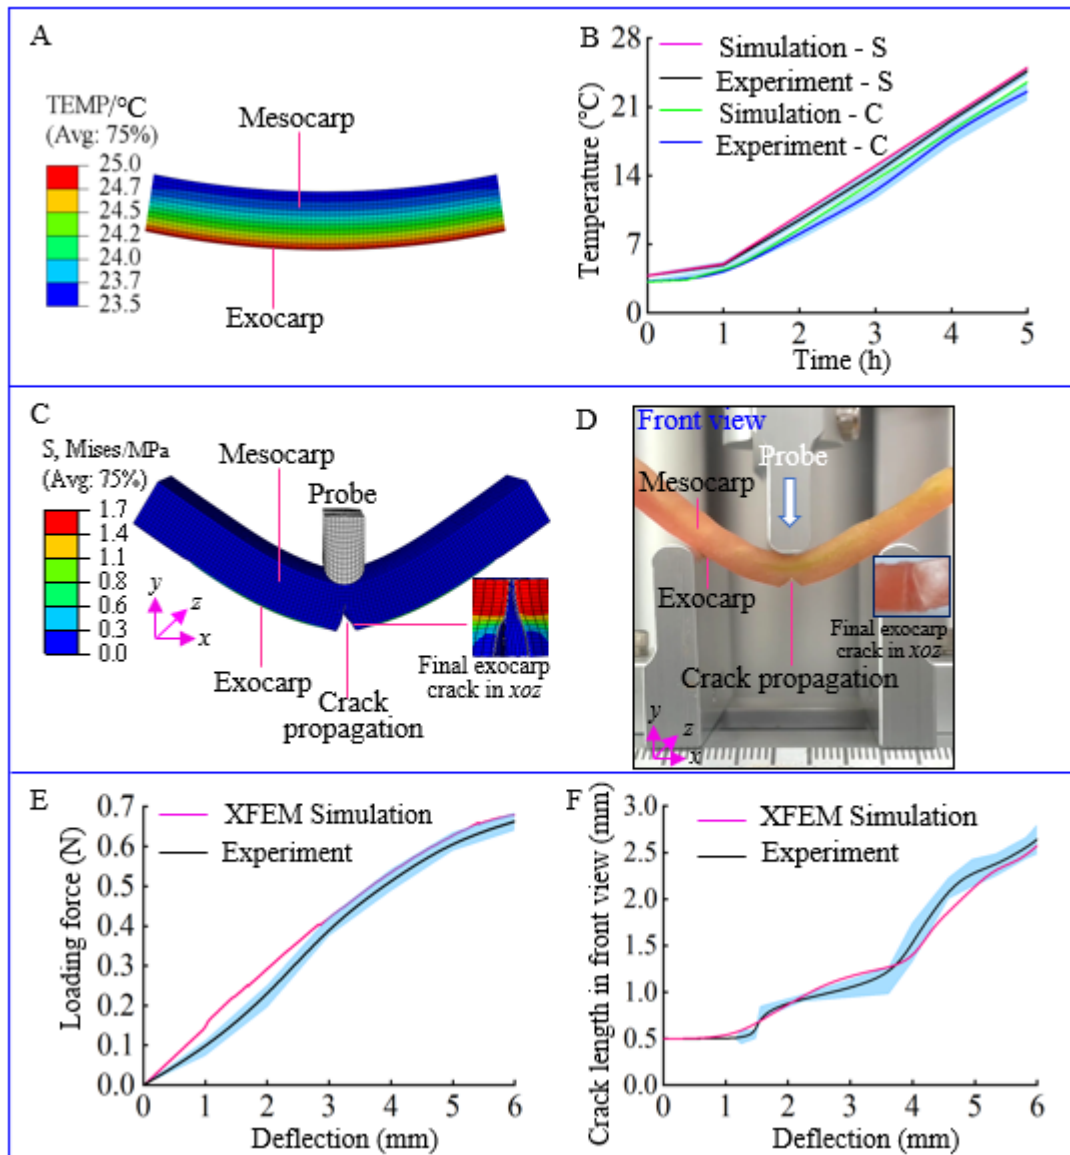 A
TEMP/°C
(Avg: 75%)
25.0
24.7
24.5
24.2
24.0
23.7
23.5
Mesocarp
Exocarp
B
28
21
14
7
0
Temperature (°C)
Simulation - S
Experiment - S
Simulation - C
Experiment - C
0 1 2 3 4 5
Time (h)
C
S, Mises/MPa
(Avg: 75%)
1.7
1.4
1.1
0.8
0.6
0.3
0.0
Mesocarp
Probe
y
z
x
Exocarp
Crack
propagation
Final exocarp
crack in xoz
D
Front view
Probe
Mesocarp
Exocarp
Final exocarp
crack in xoz
Crack propagation
y
z
x
E
0.7
0.6
0.5
0.4
0.3
0.2
0.1
0
Loading force (N)
XFEM Simulation
Experiment
0 1 2 3 4 5 6
Deflection (mm)
F
3.0
2.5
2.0
1.5
1.0
0.5
0.0
Crack length in front view (mm)
XFEM Simulation
Experiment
0 1 2 3 4 5 6
Deflection (mm)